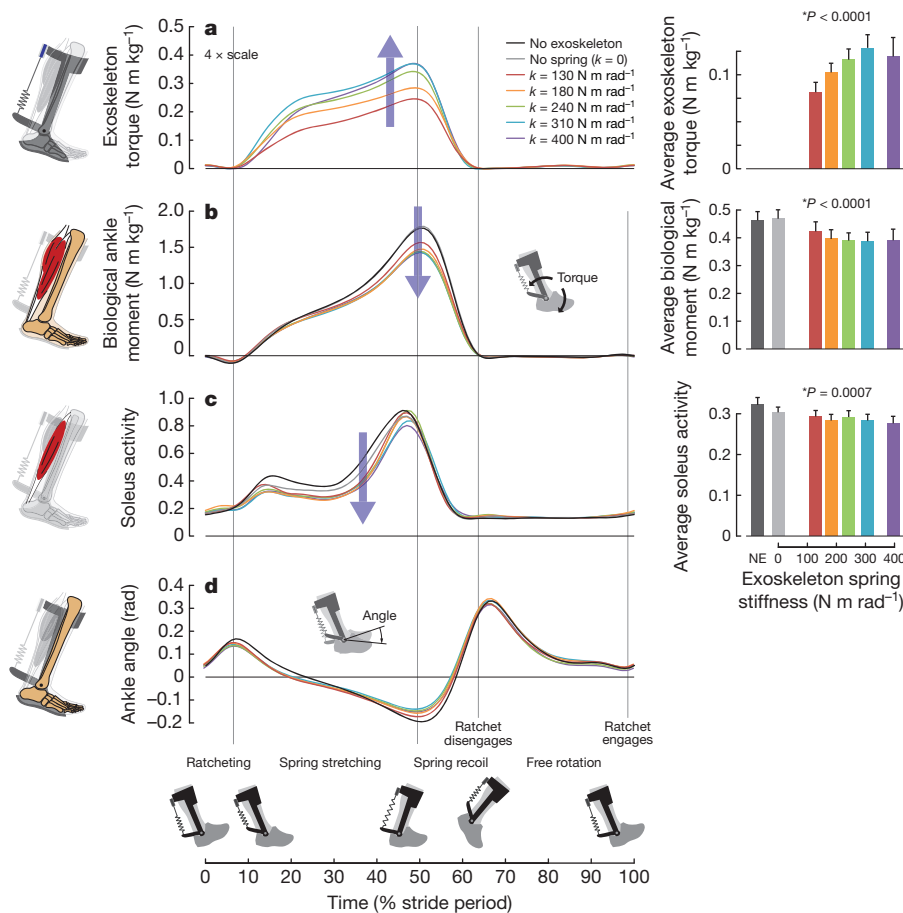 a
4 × scale
Exoskeleton
torque (N m kg⁻¹)
0.4
0.3
0.2
0.1
0
No exoskeleton
No spring (k = 0)
k = 130 N m rad⁻¹
k = 180 N m rad⁻¹
k = 240 N m rad⁻¹
k = 310 N m rad⁻¹
k = 400 N m rad⁻¹
Average exoskeleton
torque (N m kg⁻¹)
*P < 0.0001
0.1
0
b
Biological ankle
moment (N m kg⁻¹)
2.0
1.5
1.0
0.5
0
Torque
Average biological
moment (N m kg⁻¹)
*P < 0.0001
0.5
0.4
0.3
0.2
0.1
0
c
Soleus activity
1.0
0.8
0.6
0.4
0.2
0
Average soleus activity
*P = 0.0007
0.3
0.2
0.1
0
NE 0 100 200 300 400
Exoskeleton spring
stiffness (N m rad⁻¹)
d
Ankle angle (rad)
0.4
0.3
0.2
0.1
0
−0.1
−0.2
Angle
Ratchet
disengages
Ratchet
engages
Ratcheting
Spring stretching
Spring recoil
Free rotation
0 10 20 30 40 50 60 70 80 90 100
Time (% stride period)